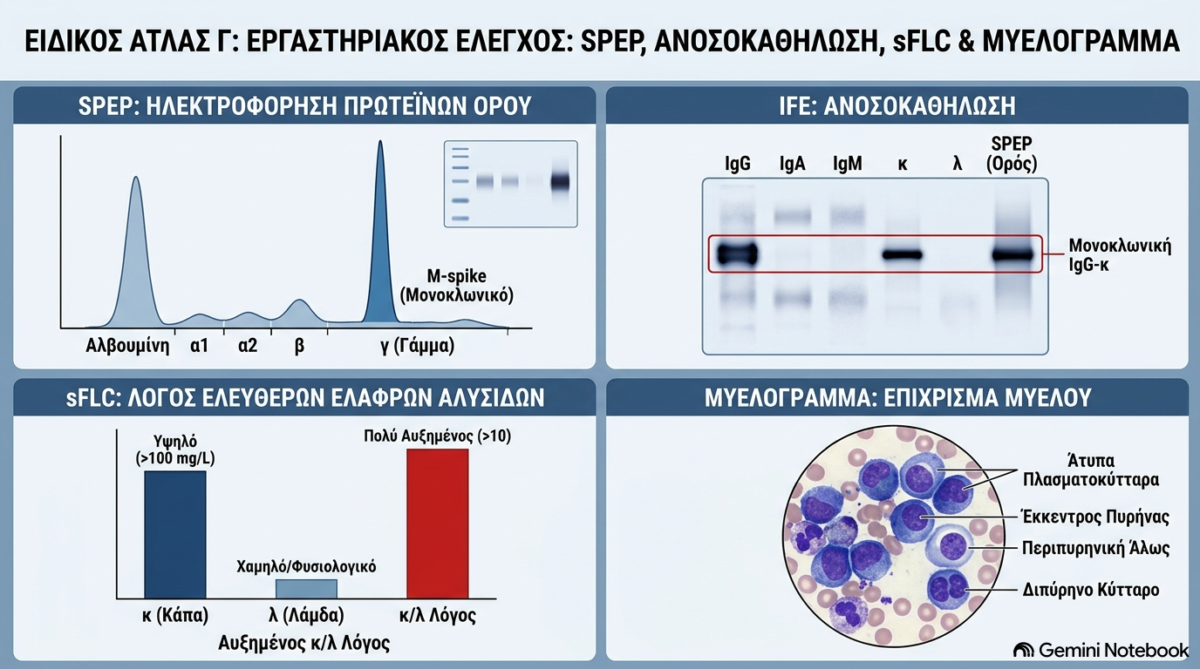 ΕΙΔΙΚΟΣ ΑΤΛΑΣ Γ: ΕΡΓΑΣΤΗΡΙΑΚΟΣ ΕΛΕΓΧΟΣ: SPEP, ΑΝΟΣΟΚΑΘΗΛΩΣΗ, sFLC & ΜΥΕΛΟΓΡΑΜΜΑ
SPEP: ΗΛΕΚΤΡΟΦΟΡΗΣΗ ΠΡΩΤΕΪΝΩΝ ΟΡΟΥ
M-spike
(Μονοκλωνικό)
Αλβουμίνη α1 α2 β γ (Γάμμα)
IFE: ΑΝΟΣΟΚΑΘΗΛΩΣΗ
IgG IgA IgM κ λ SPEP
(Ορός)
Μονοκλωνική
IgG-κ
sFLC: ΛΟΓΟΣ ΕΛΕΥΘΕΡΩΝ ΕΛΑΦΡΩΝ ΑΛΥΣΙΔΩΝ
Υψηλό
(>100 mg/L)
Χαμηλό/Φυσιολογικό
Πολύ Αυξημένος (>10)
κ (Κάπα) λ (Λάμδα) κ/λ Λόγος
Αυξημένος κ/λ Λόγος
ΜΥΕΛΟΓΡΑΜΜΑ: ΕΠΙΧΡΙΣΜΑ ΜΥΕΛΟΥ
Άτυπα
Πλασματοκύτταρα
Έκκεντρος Πυρήνας
Περιπυρηνική Άλως
Διπύρηνο Κύτταρο
Gemini Notebook